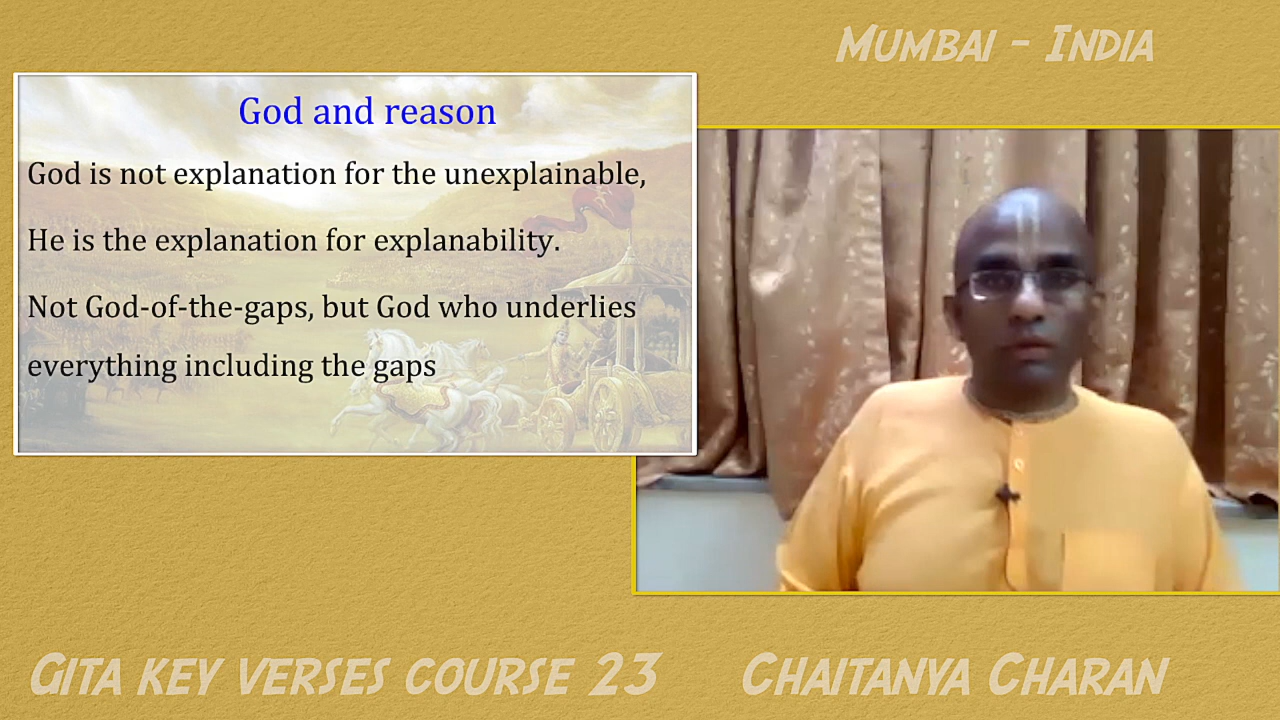 Mumbai - India
God and reason
God is not explanation for the unexplainable,
He is the explanation for explanability.
Not God-of-the-gaps, but God who underlies
everything including the gaps
Gita key verses course 23
Chaitanya Charan